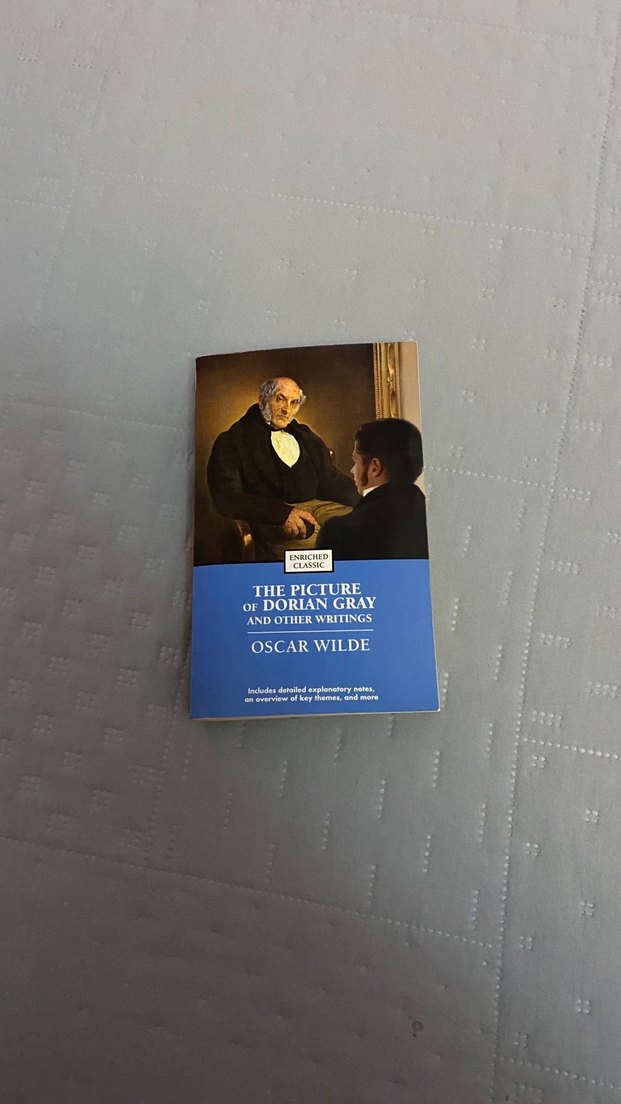 ENRICHED
CLASSIC
THE PICTURE
OF DORIAN GRAY
AND OTHER WRITINGS
OSCAR WILDE
Includes detailed explanatory notes,
an overview of key themes, and more